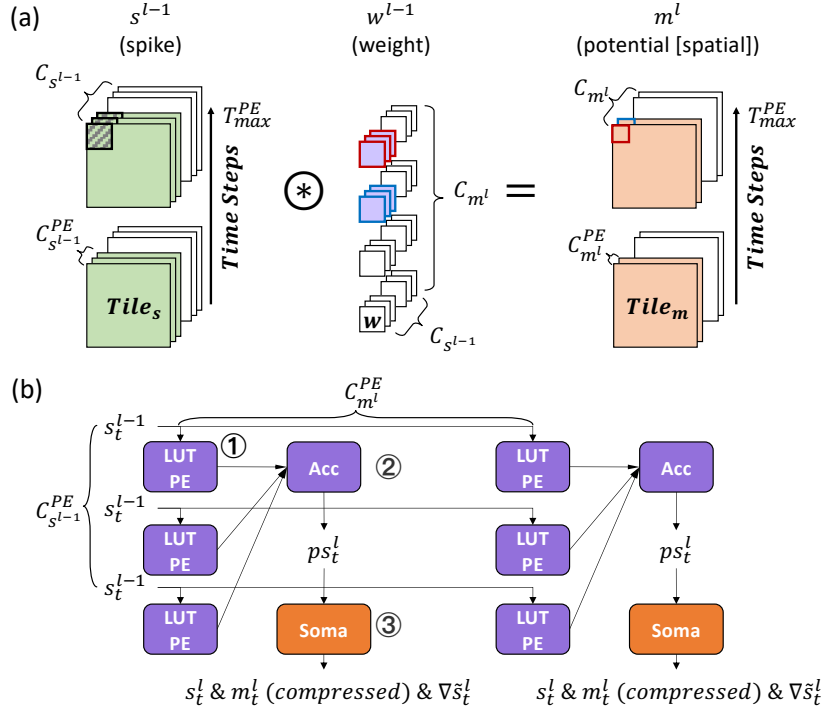 (a)
s^{l-1} w^{l-1} m^l
(spike) (weight) (potential [spatial])
C_{s^{l-1}} T_{max}^{PE} C_{m^l} T_{max}^{PE}
Time Steps ⊛ C_{m^l} = Time Steps
C_{s^{l-1}}^{PE} C_{m^l}^{PE}
Tile_s w C_{s^{l-1}} Tile_m
(b)
C_{m^l}^{PE}
s_t^{l-1}
LUT PE ① Acc ② LUT PE Acc
C_{s^{l-1}}^{PE}
s_t^{l-1}
LUT PE ps_t^l LUT PE ps_t^l
s_t^{l-1}
LUT PE Soma ③ LUT PE Soma
s_t^l & m_t^l (compressed) & ∇s̃_t^l s_t^l & m_t^l (compressed) & ∇s̃_t^l